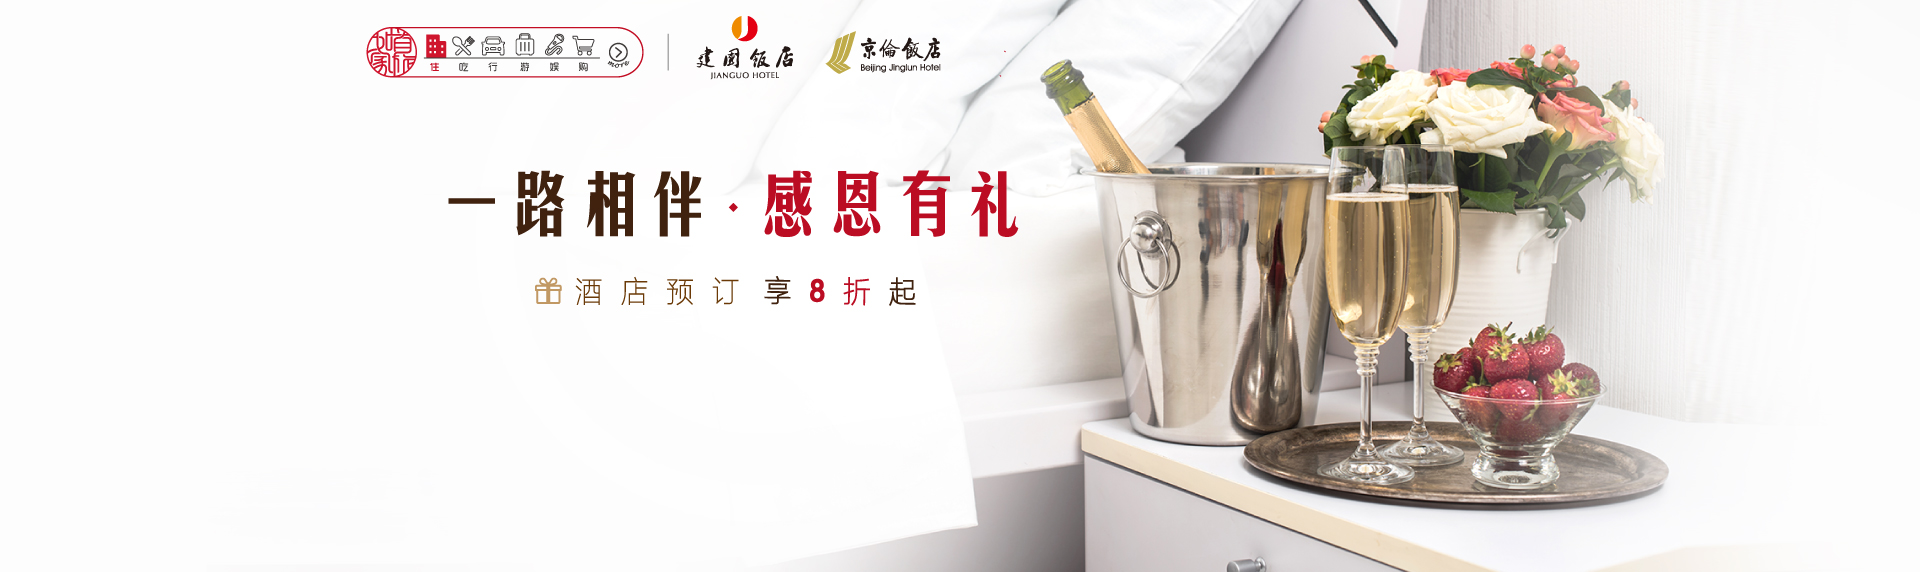 首旅如家
住 吃 行 游 娱 购 more
建國饭店
JIANGUO HOTEL
京倫飯店
Beijing Jinglun Hotel
一路相伴·感恩有礼
酒店预订享8折起